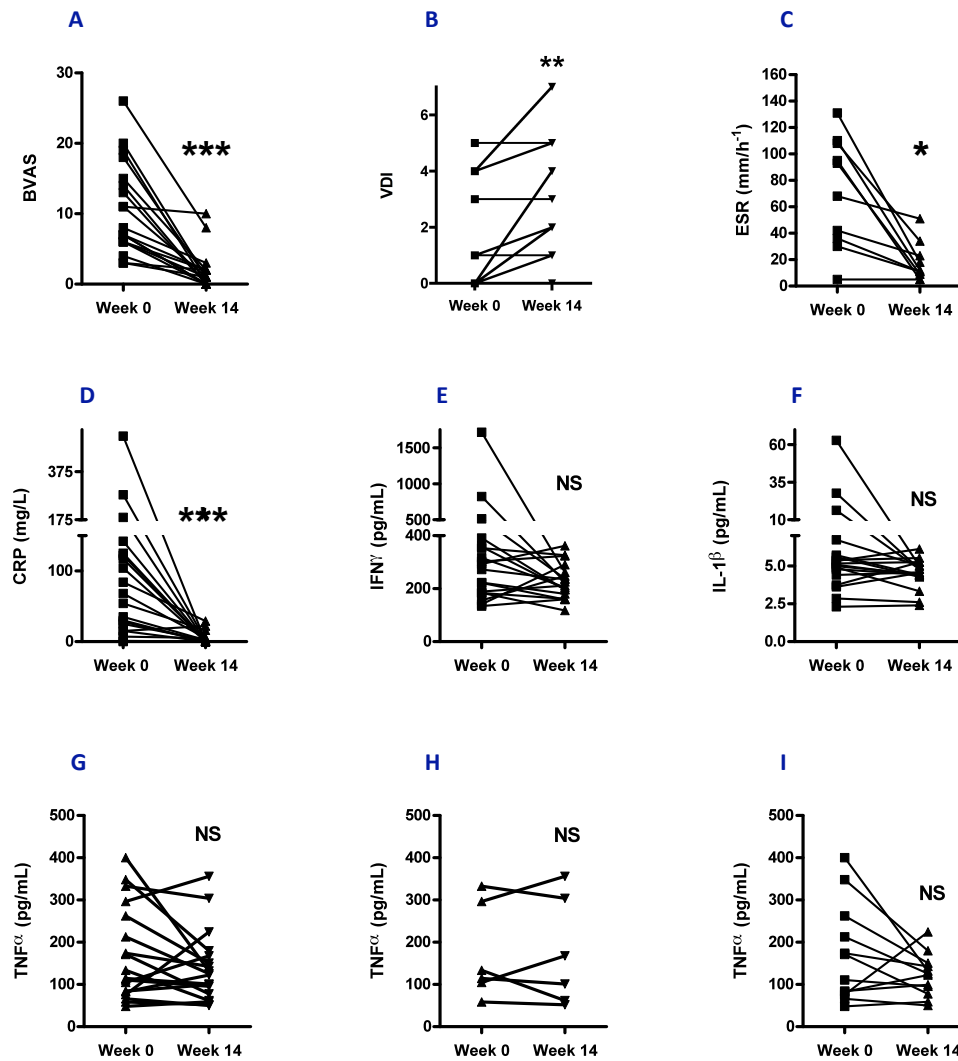 A
B
C
30
20
10
0
BVAS
***
Week 0
Week 14
6
4
2
0
VDI
**
Week 0
Week 14
160
140
120
100
80
60
40
20
0
ESR (mm/h⁻¹)
*
Week 0
Week 14
D
E
F
375
175
100
0
CRP (mg/L)
***
Week 0
Week 14
1500
1000
500
400
200
0
IFNᵞ (pg/mL)
NS
Week 0
Week 14
60
35
10
5.0
2.5
0.0
IL-1ᵝ (pg/mL)
NS
Week 0
Week 14
G
H
I
500
400
300
200
100
0
TNFᵅ (pg/mL)
NS
Week 0
Week 14
500
400
300
200
100
0
TNFᵅ (pg/mL)
NS
Week 0
Week 14
500
400
300
200
100
0
TNFᵅ (pg/mL)
NS
Week 0
Week 14